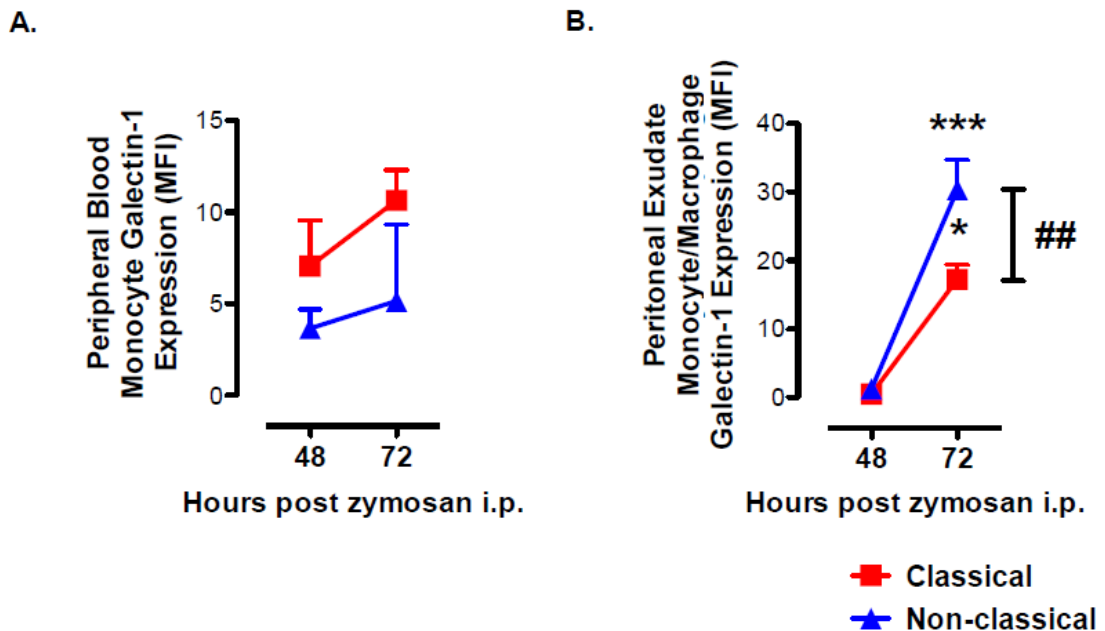 A.
Peripheral Blood
Monocyte Galectin-1
Expression (MFI)
15
10
5
0
48 72
Hours post zymosan i.p.
B.
Peritoneal Exudate
Monocyte/Macrophage
Galectin-1 Expression (MFI)
40
30
20
10
0
***
*
##
48 72
Hours post zymosan i.p.
Classical
Non-classical